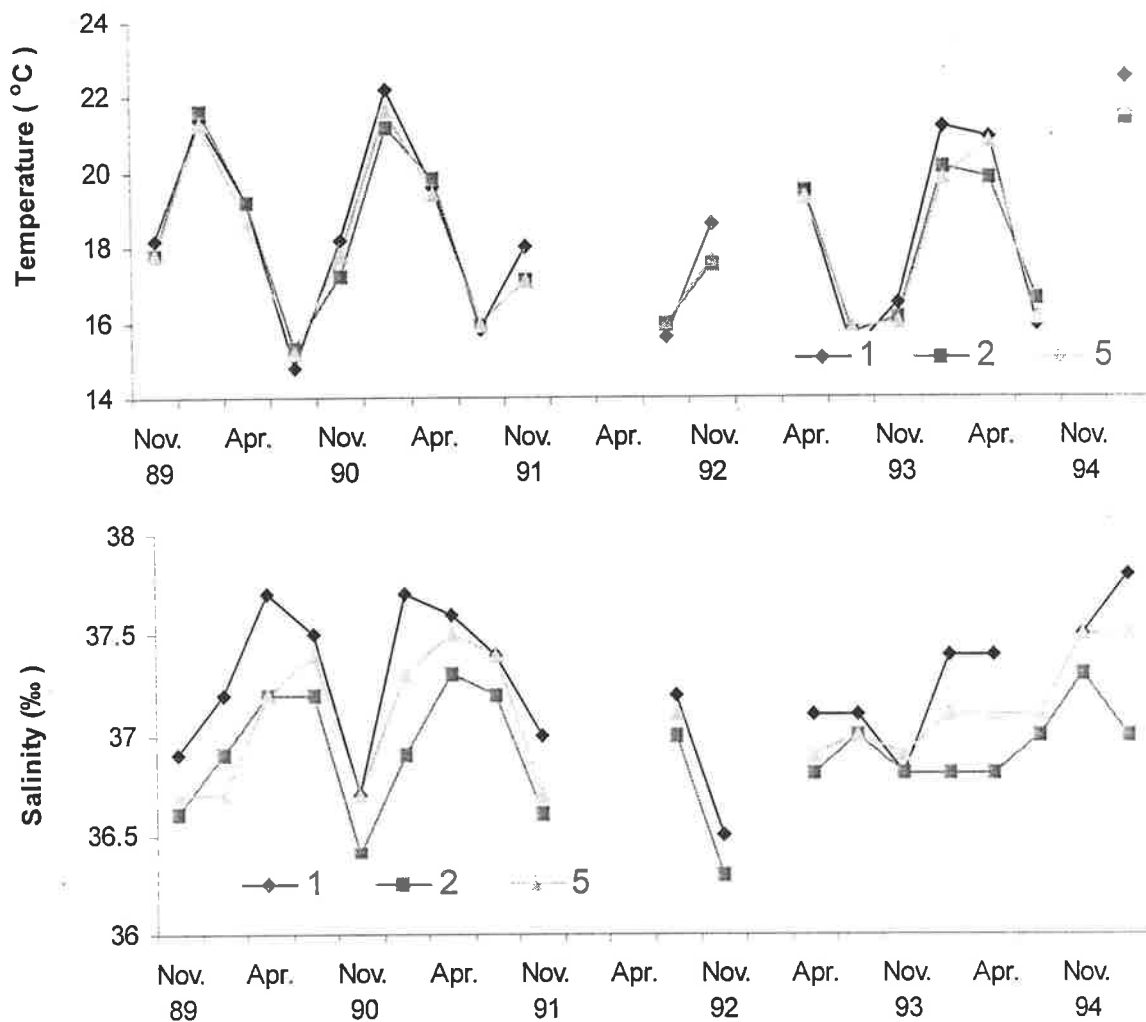 Temperature ( °C)
24
22
20
18
16
14
1 2 5
Nov. Apr. Nov. Apr. Nov. Apr. Nov. Apr. Nov. Apr. Nov.
89 90 91 92 93 94
Salinity (‰)
38
37.5
37
36.5
36
1 2 5
Nov. Apr. Nov. Apr. Nov. Apr. Nov. Apr. Nov. Apr. Nov.
89 90 91 92 93 94